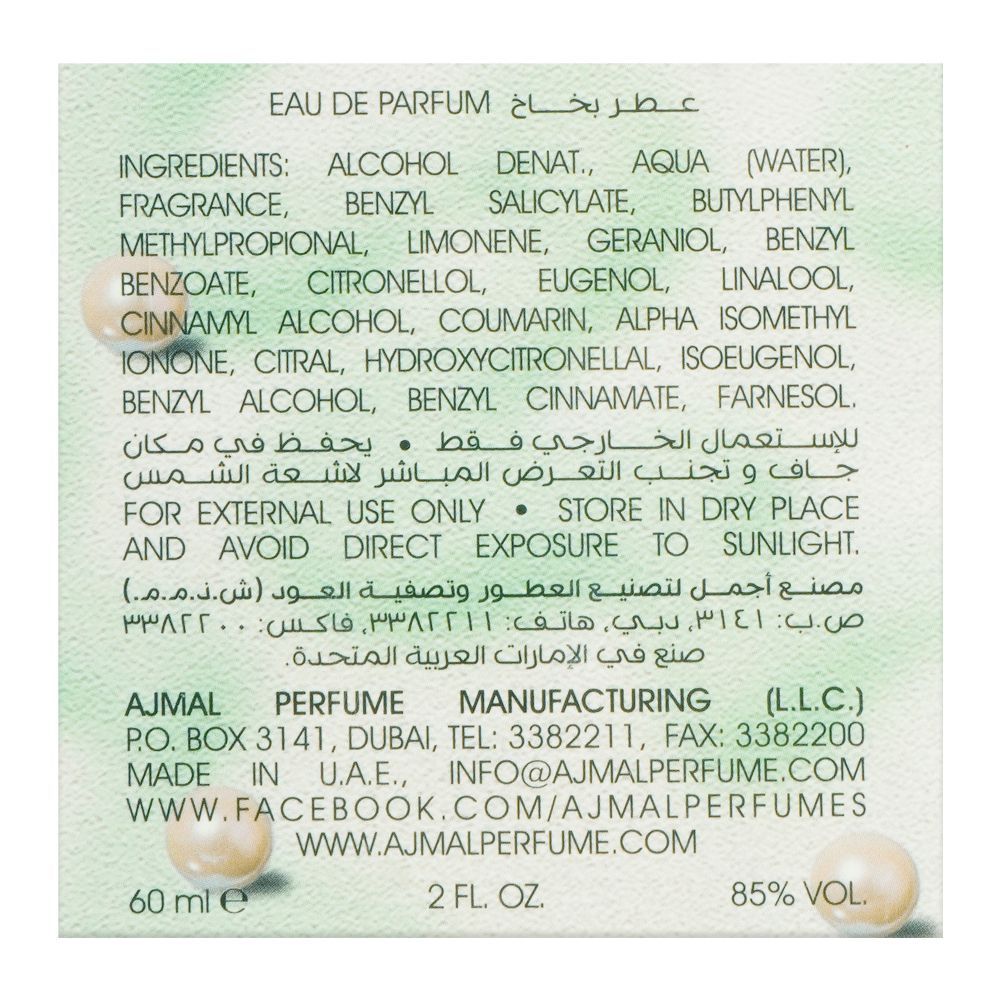 EAU DE PARFUM عطر بخاخ
INGREDIENTS: ALCOHOL DENAT., AQUA (WATER),
FRAGRANCE, BENZYL SALICYLATE, BUTYLPHENYL
METHYLPROPIONAL, LIMONENE, GERANIOL, BENZYL
BENZOATE, CITRONELLOL, EUGENOL, LINALOOL,
CINNAMYL ALCOHOL, COUMARIN, ALPHA ISOMETHYL
IONONE, CITRAL, HYDROXYCITRONELLAL, ISOEUGENOL,
BENZYL ALCOHOL, BENZYL CINNAMATE, FARNESOL.
للإستعمال الخارجي فقط • يحفظ في مكان
جاف و تجنب التعرض المباشر لاشعة الشمس
FOR EXTERNAL USE ONLY • STORE IN DRY PLACE
AND AVOID DIRECT EXPOSURE TO SUNLIGHT.
مصنع أجمل لتصنيع العطور وتصفية العود (ش.ذ.م.م.)
ص.ب: ٣١٤١، دبي، هاتف: ٣٣٨٢٢١١، فاكس: ٣٣٨٢٢٠٠
صنع في الإمارات العربية المتحدة.
AJMAL PERFUME MANUFACTURING (L.L.C.)
P.O. BOX 3141, DUBAI, TEL: 3382211, FAX: 3382200
MADE IN U.A.E., INFO@AJMALPERFUME.COM
WWW.FACEBOOK.COM/AJMALPERFUMES
WWW.AJMALPERFUME.COM
60 ml ℮ 2 FL. OZ. 85% VOL.